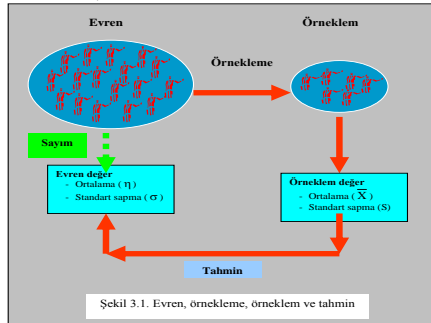 Evren
Örneklem
Örnekleme
Sayım
Evren değer
- Ortalama ( η )
- Standart sapma ( σ )
Örneklem değer
- Ortalama ( X̅ )
- Standart sapma (S)
Tahmin
Şekil 3.1. Evren, örnekleme, örneklem ve tahmin